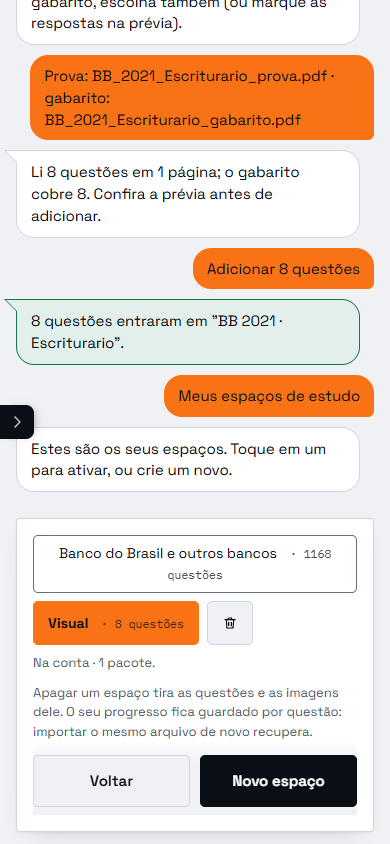 gabarito, escolha também (ou marque as
respostas na prévia).
Prova: BB_2021_Escriturario_prova.pdf ·
gabarito:
BB_2021_Escriturario_gabarito.pdf
Li 8 questões em 1 página; o gabarito
cobre 8. Confira a prévia antes de
adicionar.
Adicionar 8 questões
8 questões entraram em "BB 2021 ·
Escriturario".
Meus espaços de estudo
Estes são os seus espaços. Toque em um
para ativar, ou crie um novo.
Banco do Brasil e outros bancos · 1168
questões
Visual · 8 questões
Na conta · 1 pacote.
Apagar um espaço tira as questões e as imagens
dele. O seu progresso fica guardado por questão:
importar o mesmo arquivo de novo recupera.
Voltar
Novo espaço